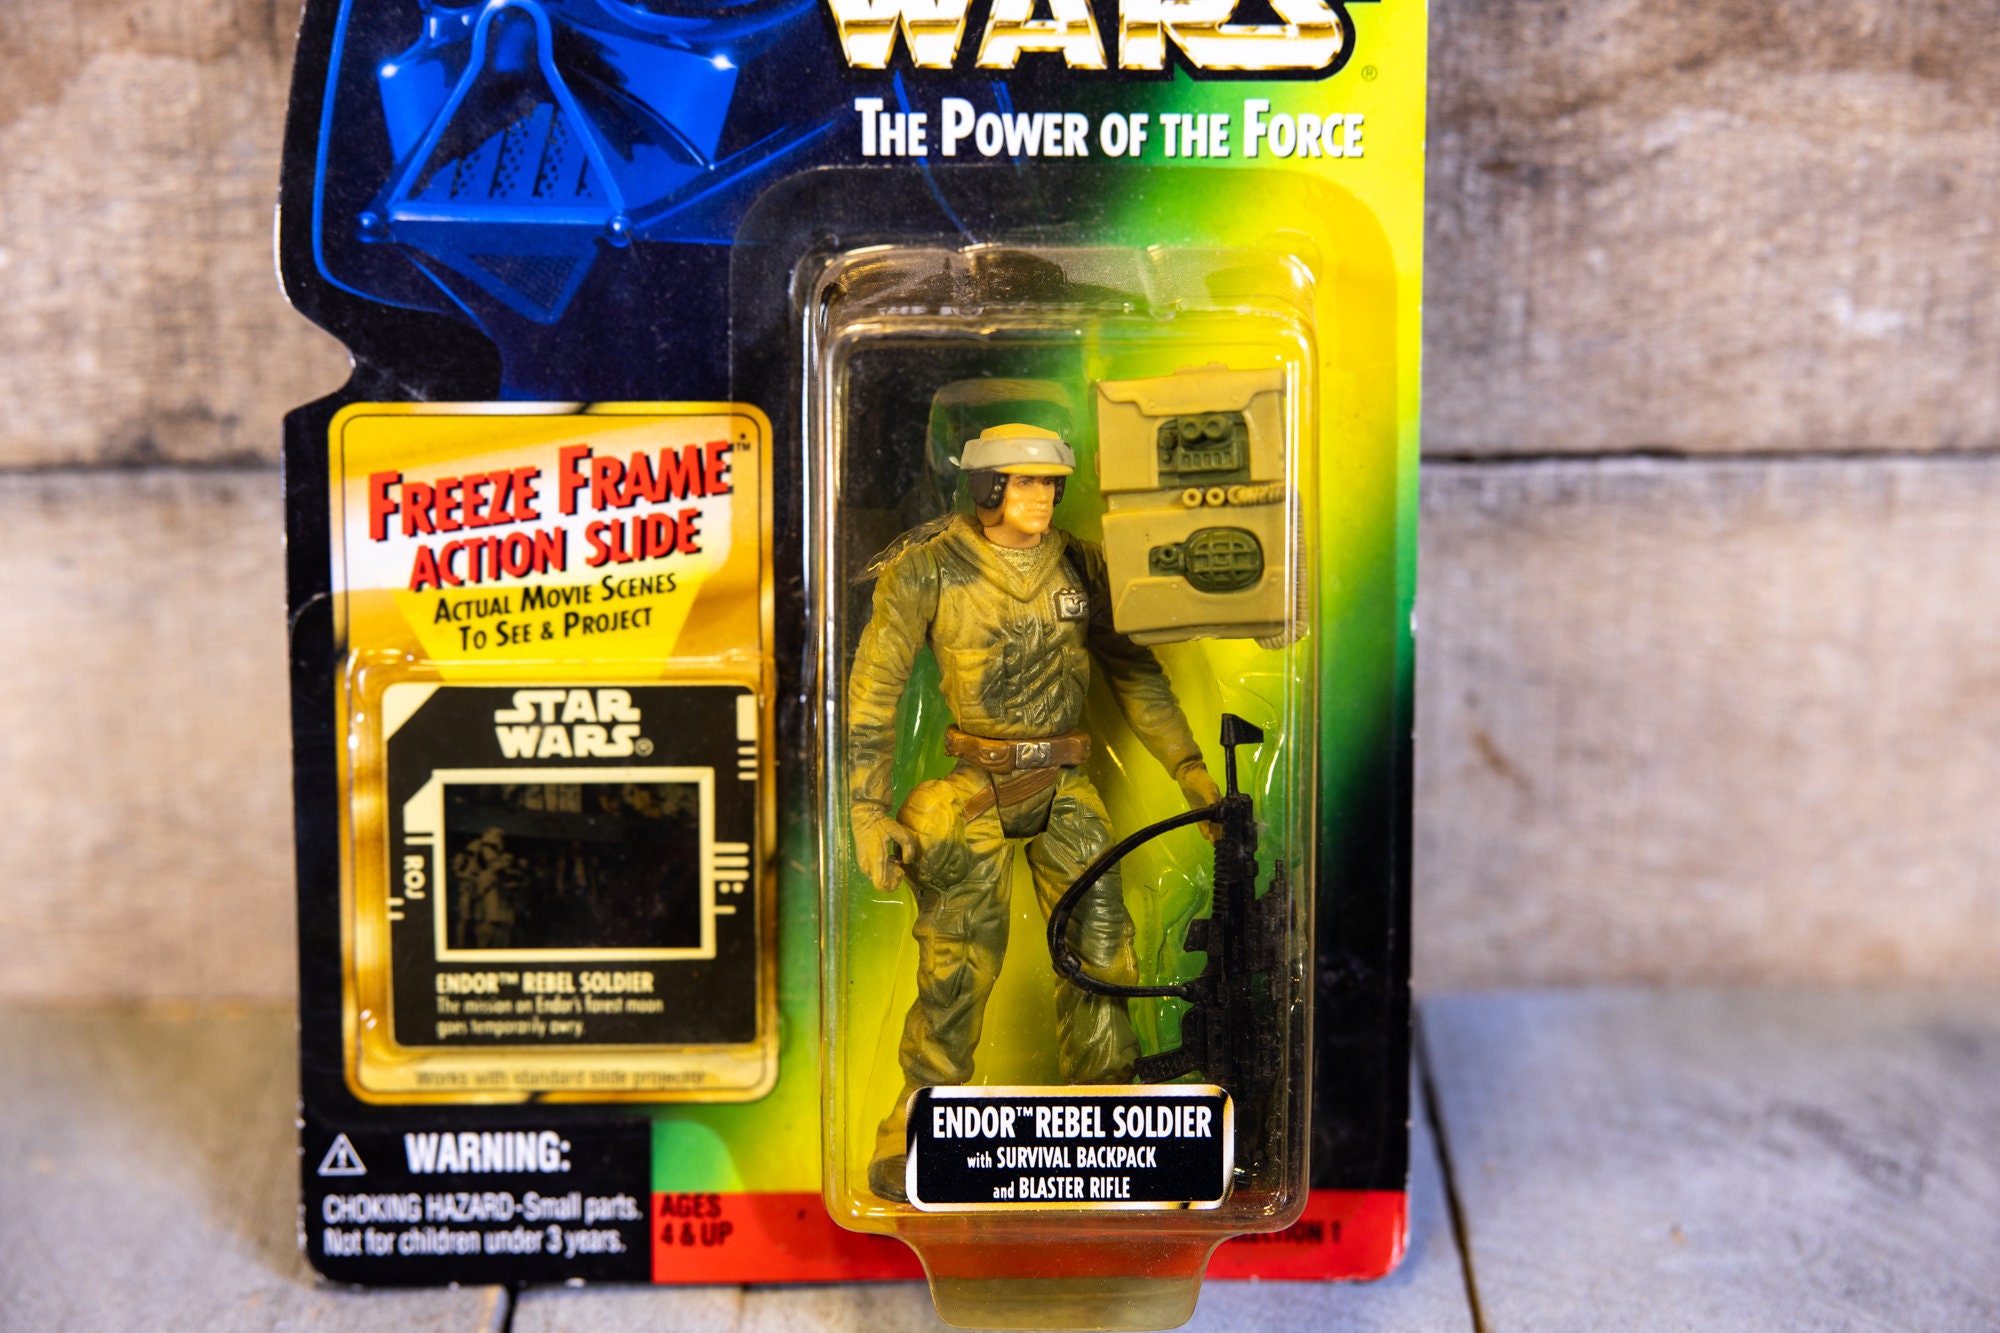 WARS®
THE POWER OF THE FORCE
FREEZE FRAME™
ACTION SLIDE
ACTUAL MOVIE SCENES
TO SEE & PROJECT
STAR
WARS®
ROJ
ENDOR™ REBEL SOLDIER
The mission on Endor's forest moon
goes temporarily awry.
Works with standard slide projector
WARNING:
CHOKING HAZARD-Small parts.
Not for children under 3 years.
AGES
4 & UP
ENDOR™ REBEL SOLDIER
with SURVIVAL BACKPACK
and BLASTER RIFLE